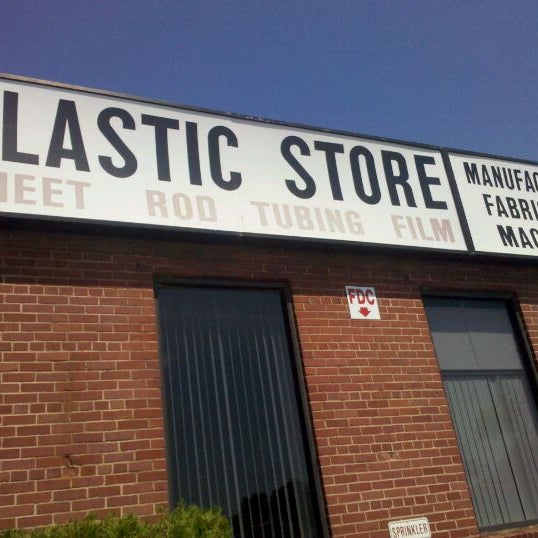 LASTIC STORE
HEET ROD TUBING FILM
MANUFAC
FABRI
MAC
FDC
SPRINKLER